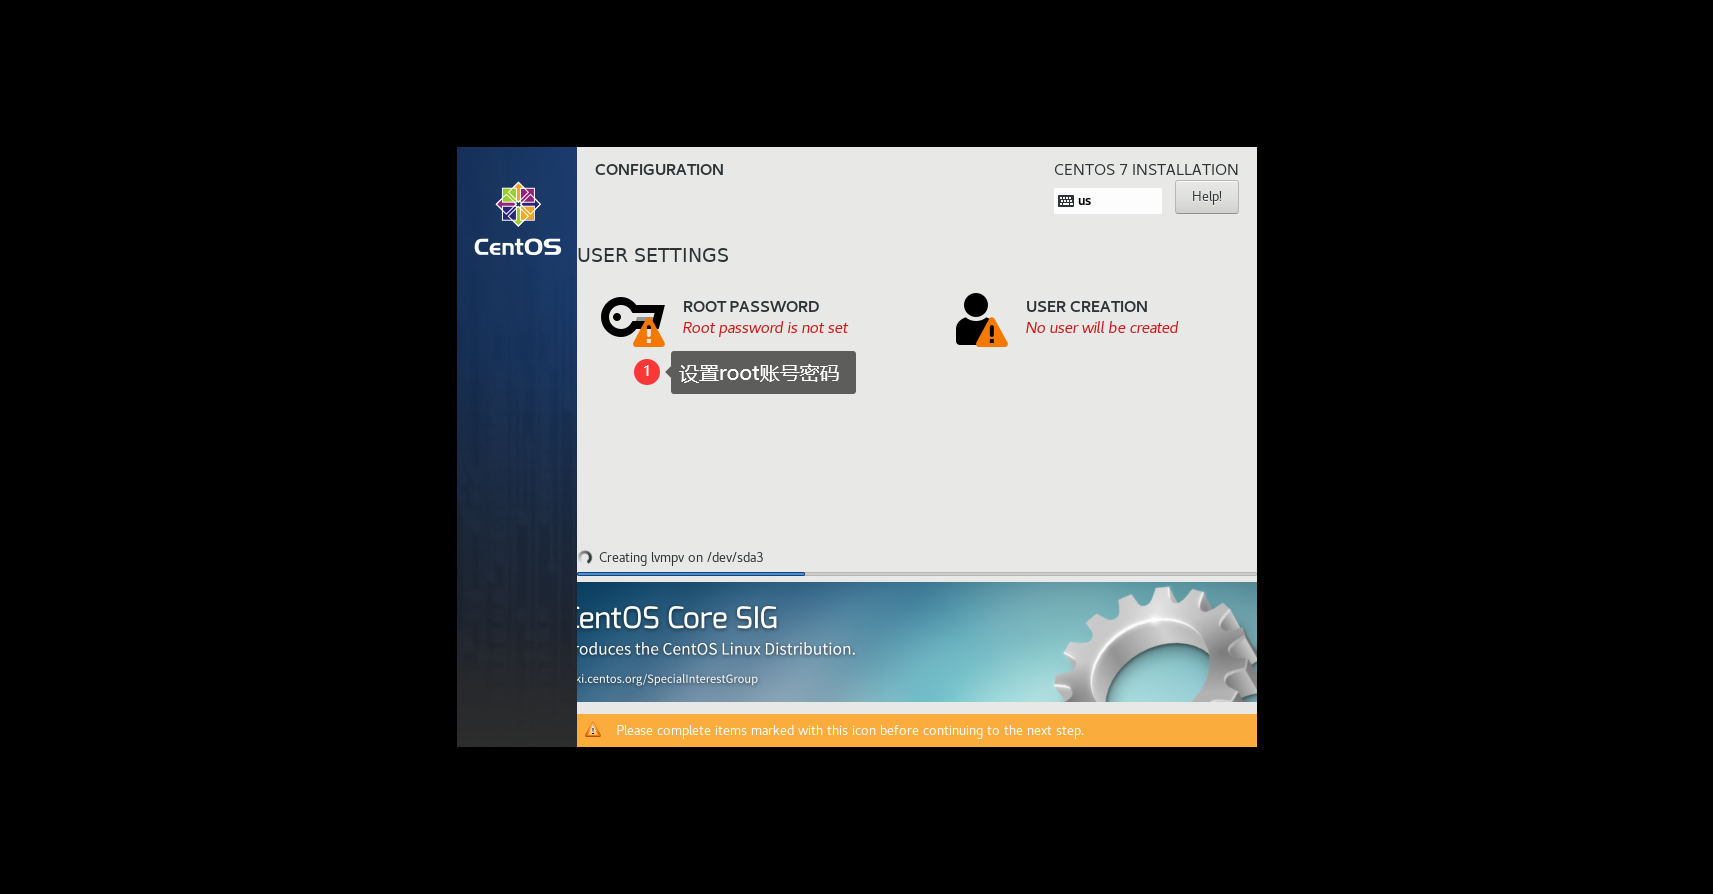 CONFIGURATION
CENTOS 7 INSTALLATION
us
Help!
CentOS
USER SETTINGS
ROOT PASSWORD
Root password is not set
USER CREATION
No user will be created
1
设置root账号密码
Creating lvmpv on /dev/sda3
CentOS Core SIG
roduces the CentOS Linux Distribution.
ki.centos.org/SpecialInterestGroup
Please complete items marked with this icon before continuing to the next step.